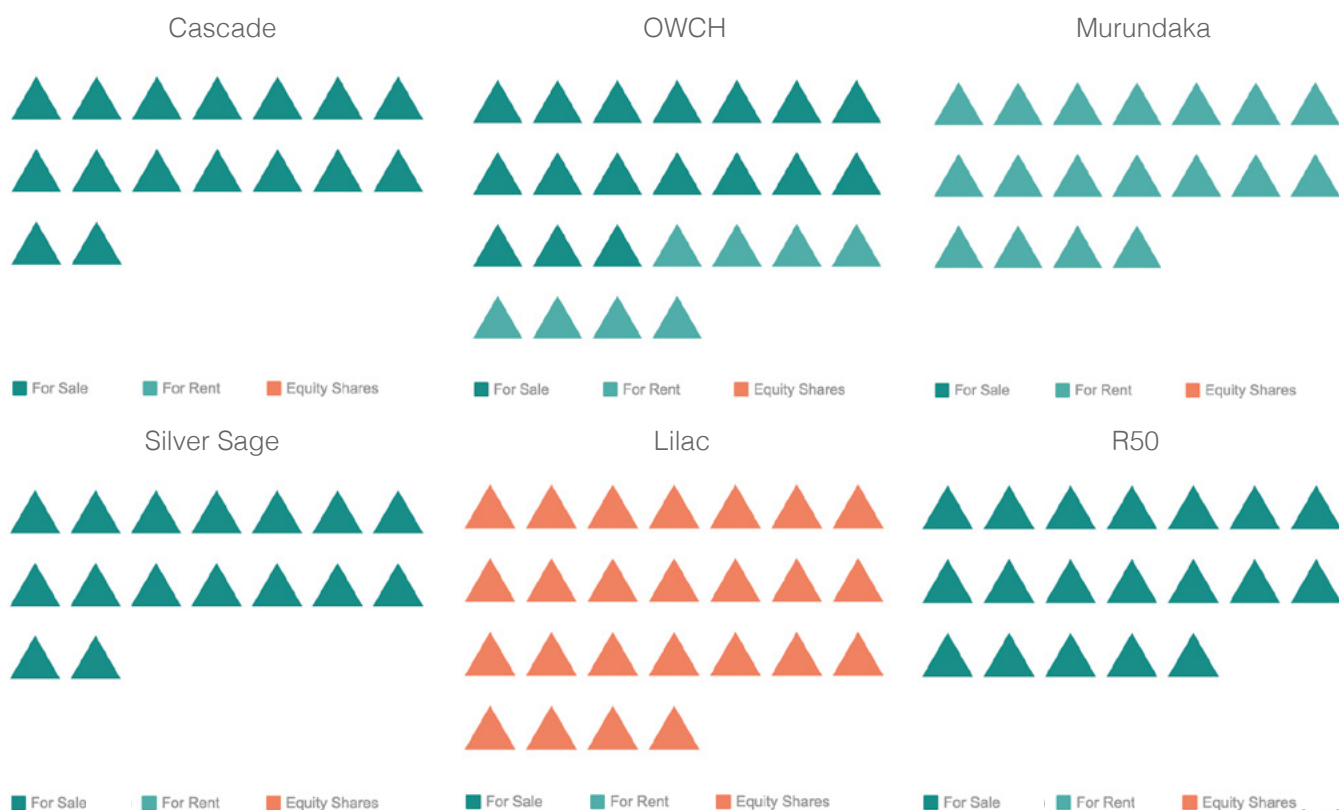 Cascade
OWCH
Murundaka
For Sale For Rent Equity Shares
For Sale For Rent Equity Shares
For Sale For Rent Equity Shares
Silver Sage
Lilac
R50
For Sale For Rent Equity Shares
For Sale For Rent Equity Shares
For Sale For Rent Equity Shares